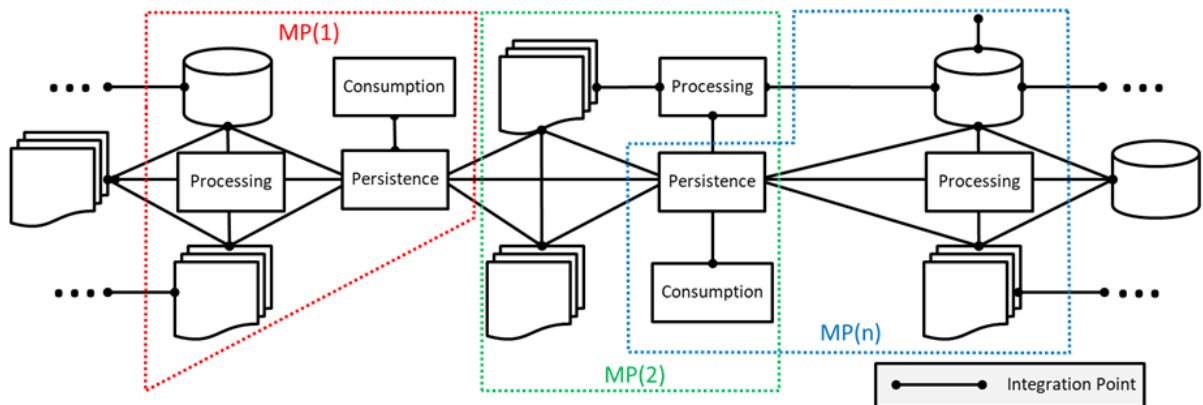 MP(1)
Consumption
Processing
Processing
Persistence
Persistence
Processing
Consumption
MP(n)
MP(2)
Integration Point